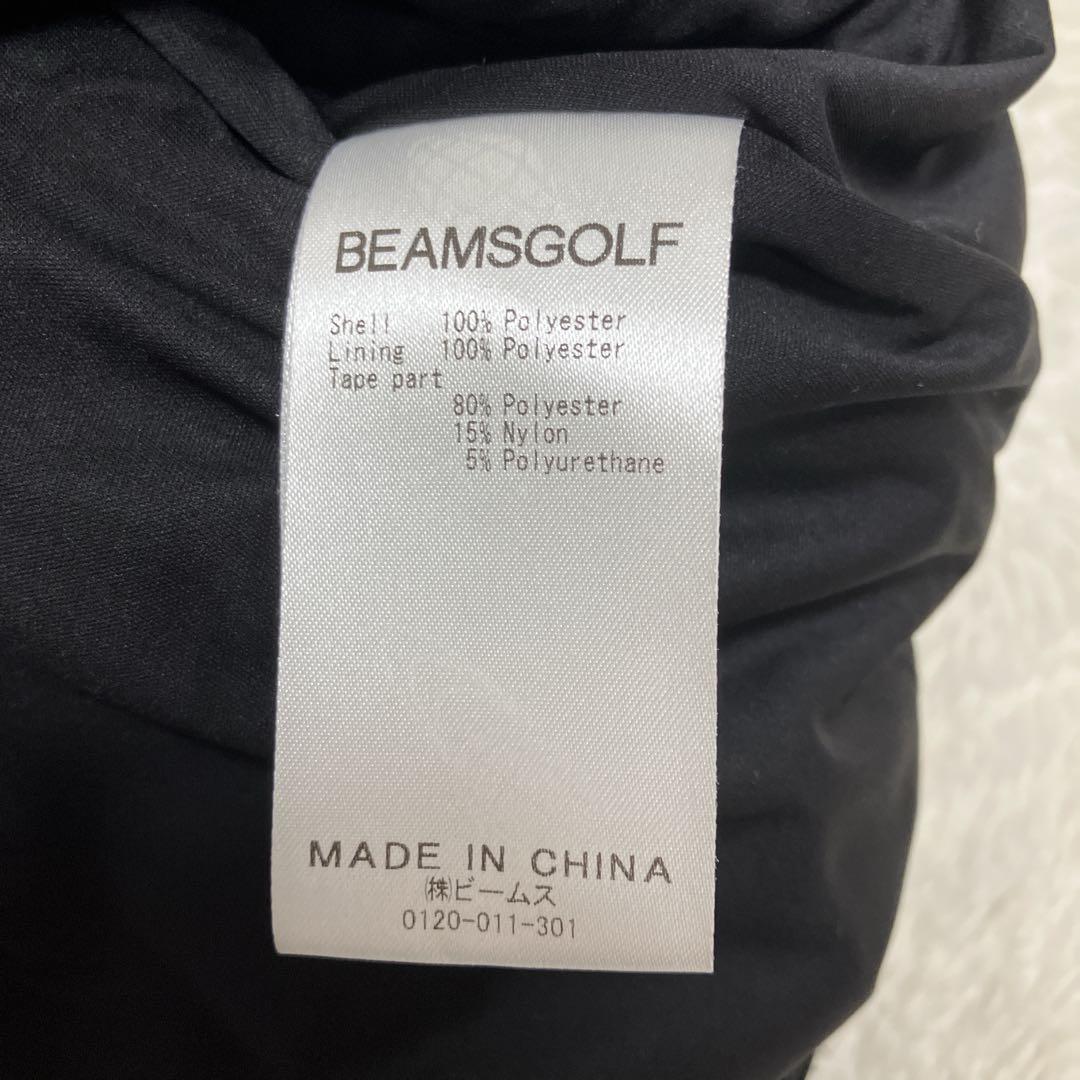 BEAMSGOLF
Shell 100% Polyester
Lining 100% Polyester
Tape part
80% Polyester
15% Nylon
5% Polyurethane
MADE IN CHINA
㈱ビームス
0120-011-301